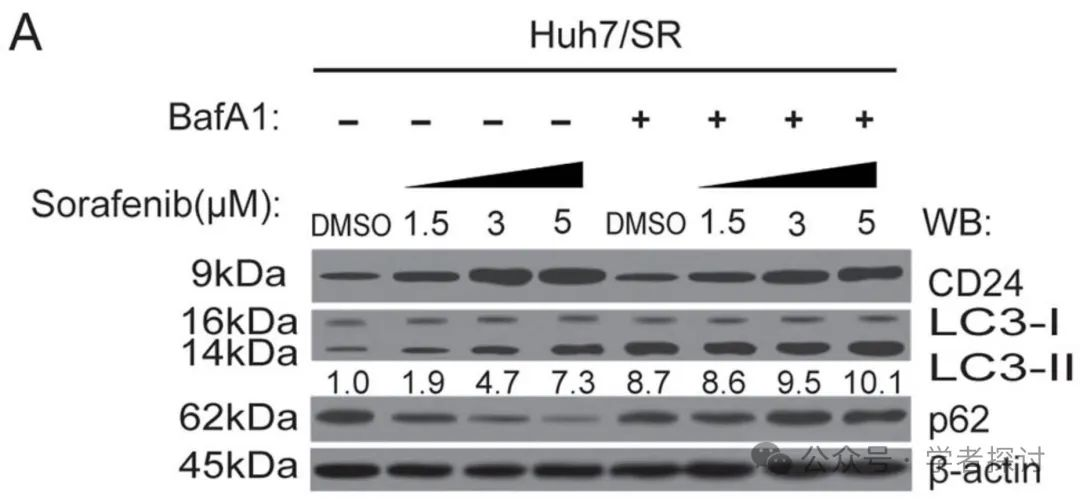 A
Huh7/SR
BafA1: – – – – + + + +
Sorafenib(μM): DMSO 1.5 3 5 DMSO 1.5 3 5 WB:
9kDa CD24
16kDa LC3-I
14kDa LC3-II
1.0 1.9 4.7 7.3 8.7 8.6 9.5 10.1
62kDa p62
公众号·学者探讨
45kDa β-actin